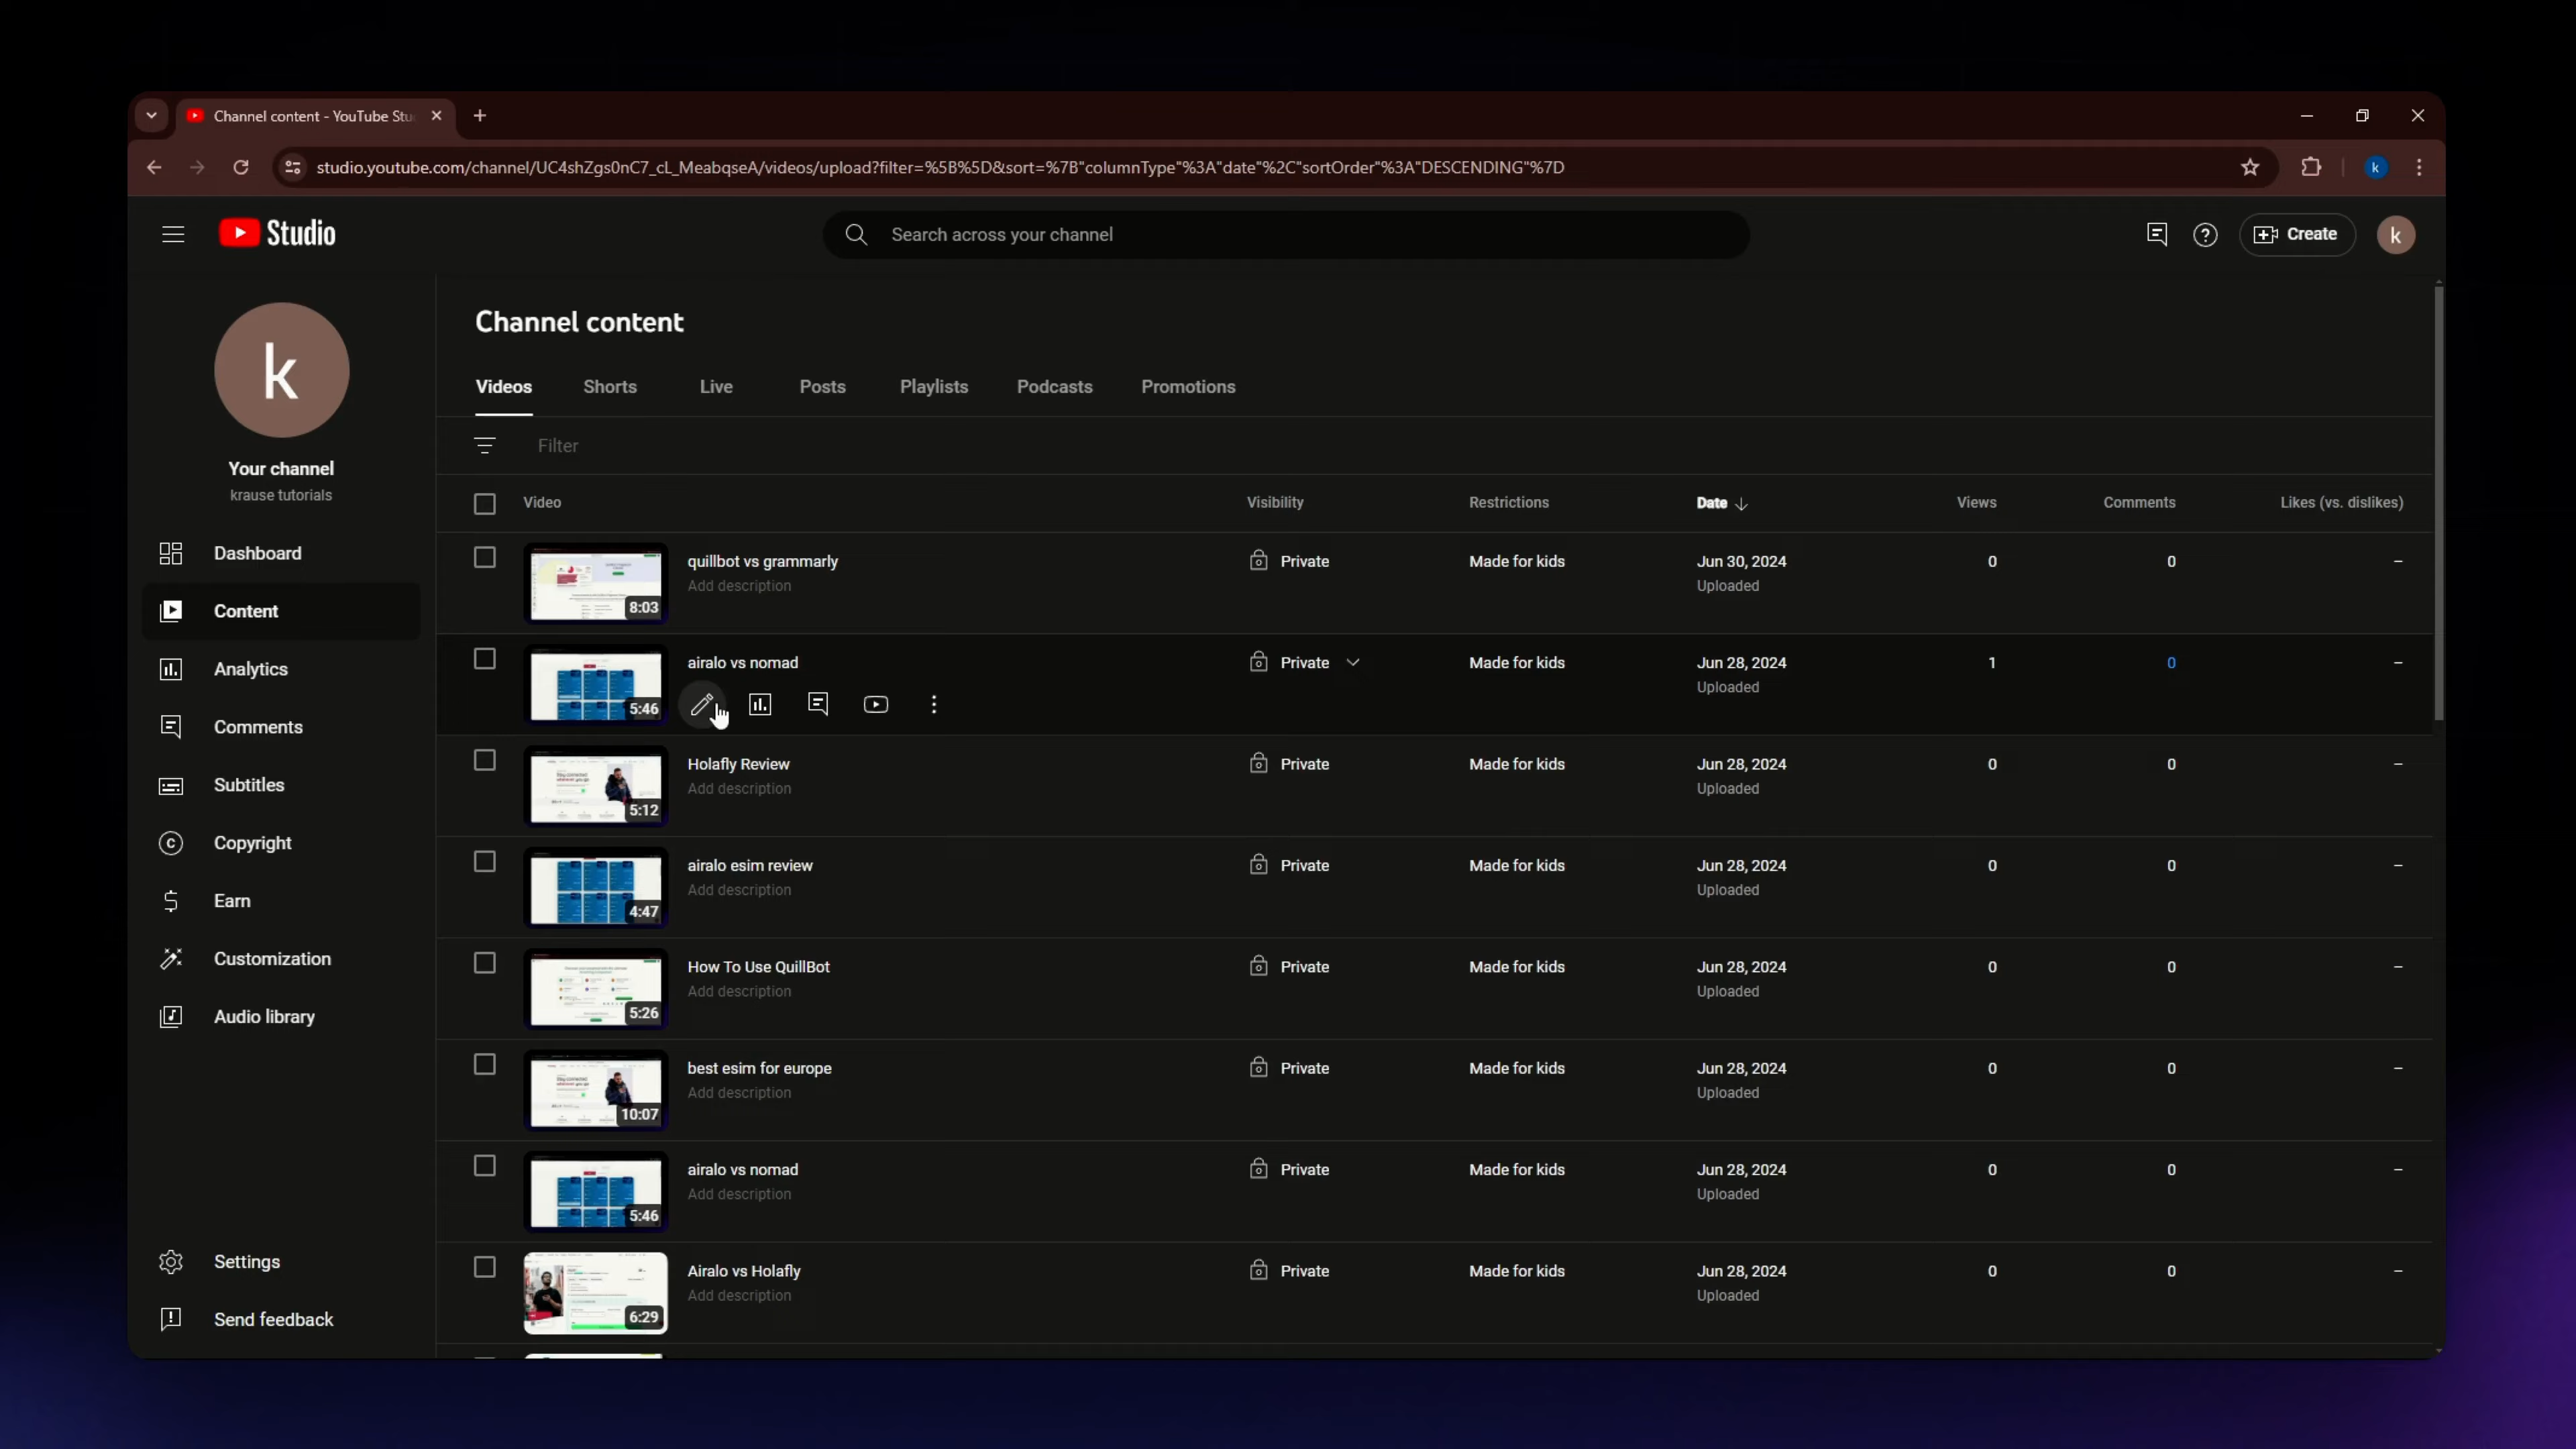 Channel content - YouTube Stu
studio.youtube.com/channel/UC4shZgs0nC7_cL_MeabqseA/videos/upload?filter=%5B%5D&sort=%7B"columnType"%3A"date"%2C"sortOrder"%3A"DESCENDING"%7D
k
Studio
Search across your channel
Create
k
k
Your channel
krause tutorials
Dashboard
Content
Analytics
Comments
Subtitles
Copyright
Earn
Customization
Audio library
Settings
Send feedback
Channel content
Videos Shorts Live Posts Playlists Podcasts Promotions
Filter
Video Visibility Restrictions Date Views Comments Likes (vs. dislikes)
quillbot vs grammarly Private Made for kids Jun 30, 2024 0 0 –
Add description Uploaded
8:03
airalo vs nomad Private Made for kids Jun 28, 2024 1 0 –
Uploaded
5:46
Holafly Review Private Made for kids Jun 28, 2024 0 0 –
Add description Uploaded
5:12
airalo esim review Private Made for kids Jun 28, 2024 0 0 –
Add description Uploaded
4:47
How To Use QuillBot Private Made for kids Jun 28, 2024 0 0 –
Add description Uploaded
5:26
best esim for europe Private Made for kids Jun 28, 2024 0 0 –
Add description Uploaded
10:07
airalo vs nomad Private Made for kids Jun 28, 2024 0 0 –
Add description Uploaded
5:46
Airalo vs Holafly Private Made for kids Jun 28, 2024 0 0 –
Add description Uploaded
6:29